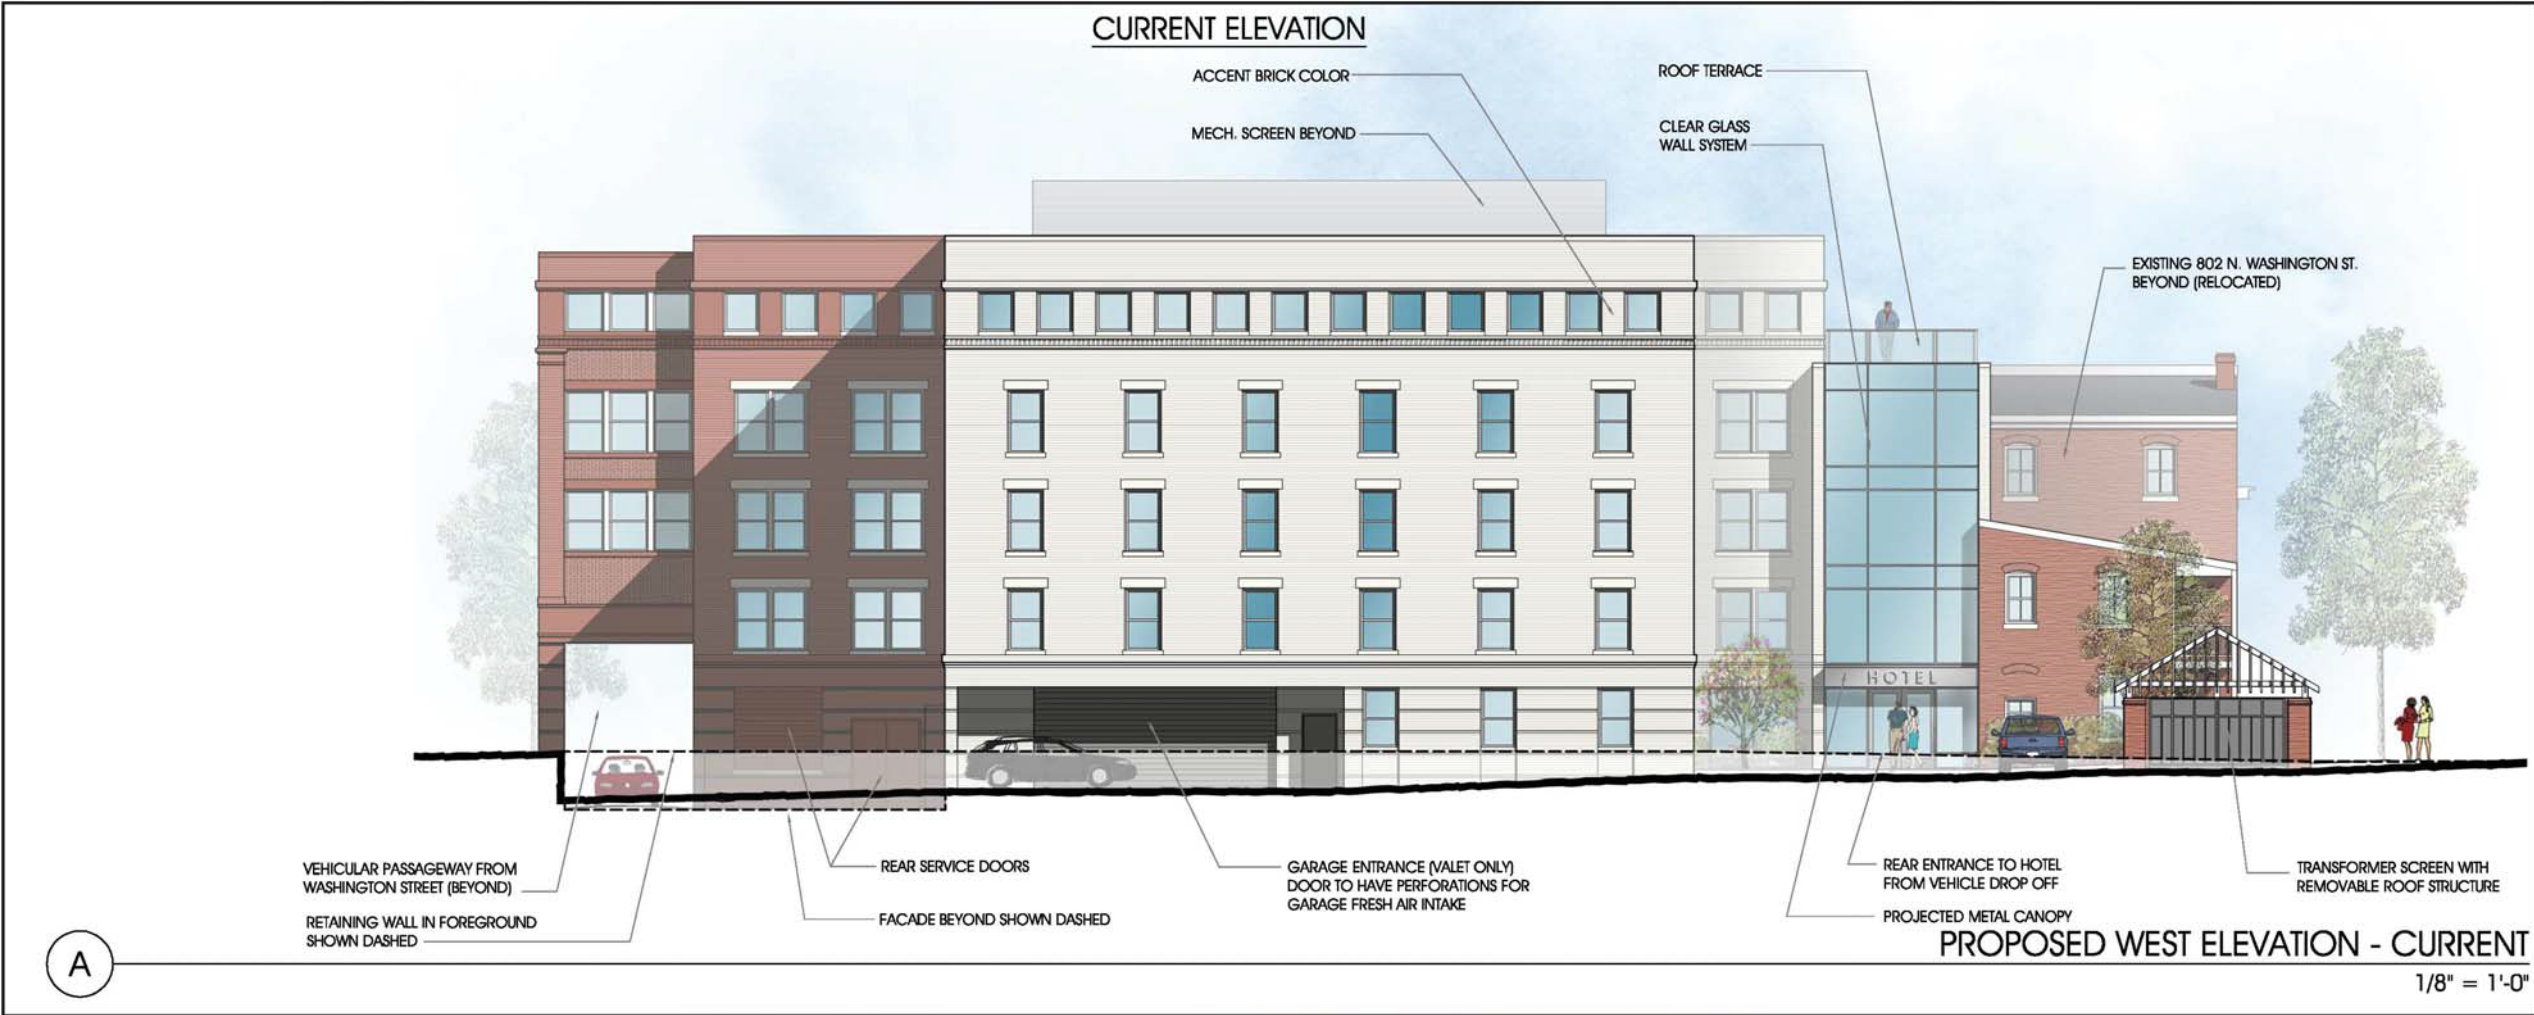 CURRENT ELEVATION
ACCENT BRICK COLOR
MECH. SCREEN BEYOND
ROOF TERRACE
CLEAR GLASS
WALL SYSTEM
EXISTING 802 N. WASHINGTON ST.
BEYOND (RELOCATED)
HOTEL
VEHICULAR PASSAGEWAY FROM
WASHINGTON STREET (BEYOND)
RETAINING WALL IN FOREGROUND
SHOWN DASHED
REAR SERVICE DOORS
FACADE BEYOND SHOWN DASHED
GARAGE ENTRANCE (VALET ONLY)
DOOR TO HAVE PERFORATIONS FOR
GARAGE FRESH AIR INTAKE
REAR ENTRANCE TO HOTEL
FROM VEHICLE DROP OFF
PROJECTED METAL CANOPY
TRANSFORMER SCREEN WITH
REMOVABLE ROOF STRUCTURE
A
PROPOSED WEST ELEVATION - CURRENT
1/8" = 1'-0"